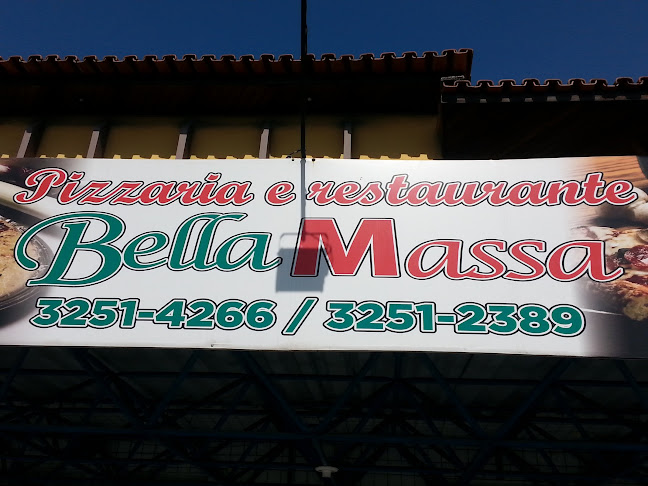 Pizzaria e restaurante
Bella Massa
3251-4266 / 3251-2389